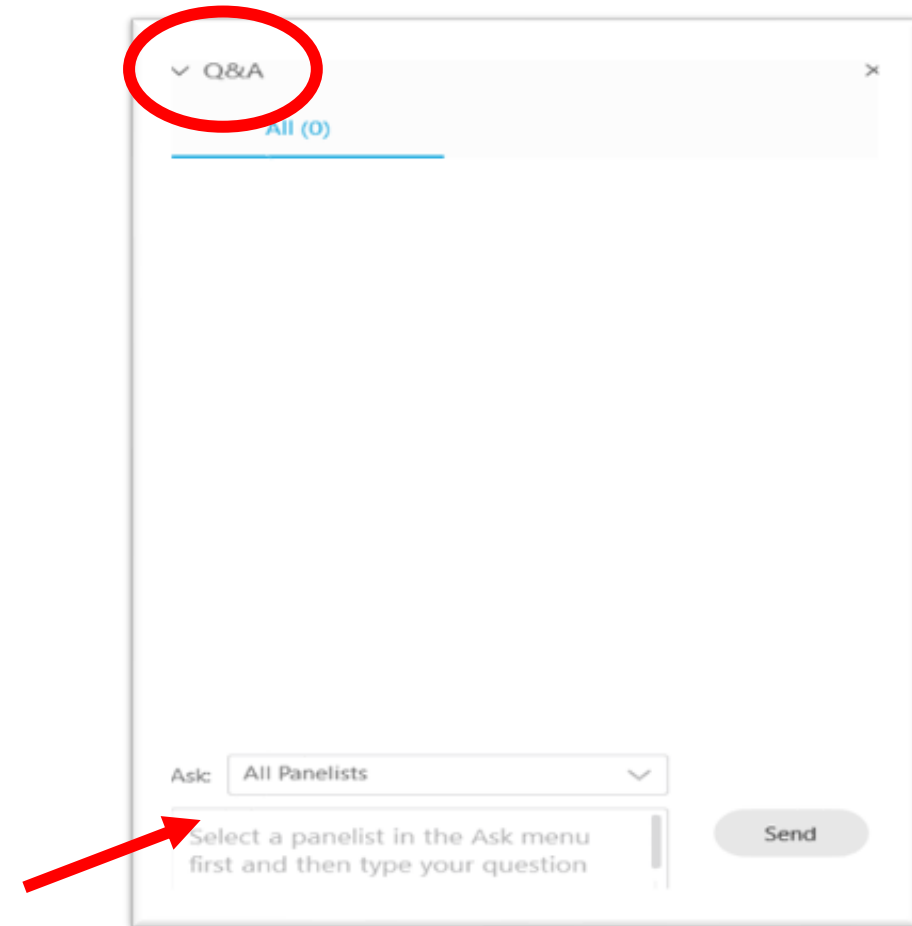 Q&A
All (0)
Ask: All Panelists
Select a panelist in the Ask menu
first and then type your question
Send